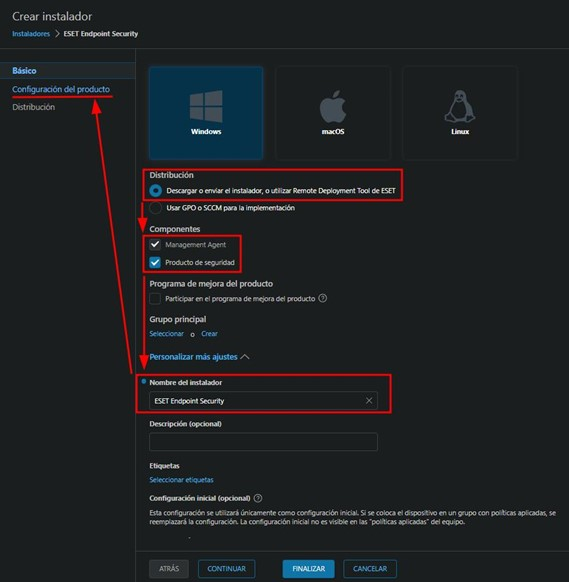 Crear instalador
Instaladores > ESET Endpoint Security
Básico
Configuración del producto
Distribución
Windows
macOS
Linux
Distribución
Descargar o enviar el instalador, o utilizar Remote Deployment Tool de ESET
Usar GPO o SCCM para la implementación
Componentes
Management Agent
Producto de seguridad
Programa de mejora del producto
Participar en el programa de mejora del producto ?
Grupo principal
Seleccionar o Crear
Personalizar más ajustes
Nombre del instalador
ESET Endpoint Security
Descripción (opcional)
Etiquetas
Seleccionar etiquetas
Configuración inicial (opcional) ?
Esta configuración se utilizará únicamente como configuración inicial. Si se coloca el dispositivo en un grupo con políticas aplicadas, se
reemplazará la configuración. La configuración inicial no es visible en las "políticas aplicadas" del equipo.
ATRÁS
CONTINUAR
FINALIZAR
CANCELAR